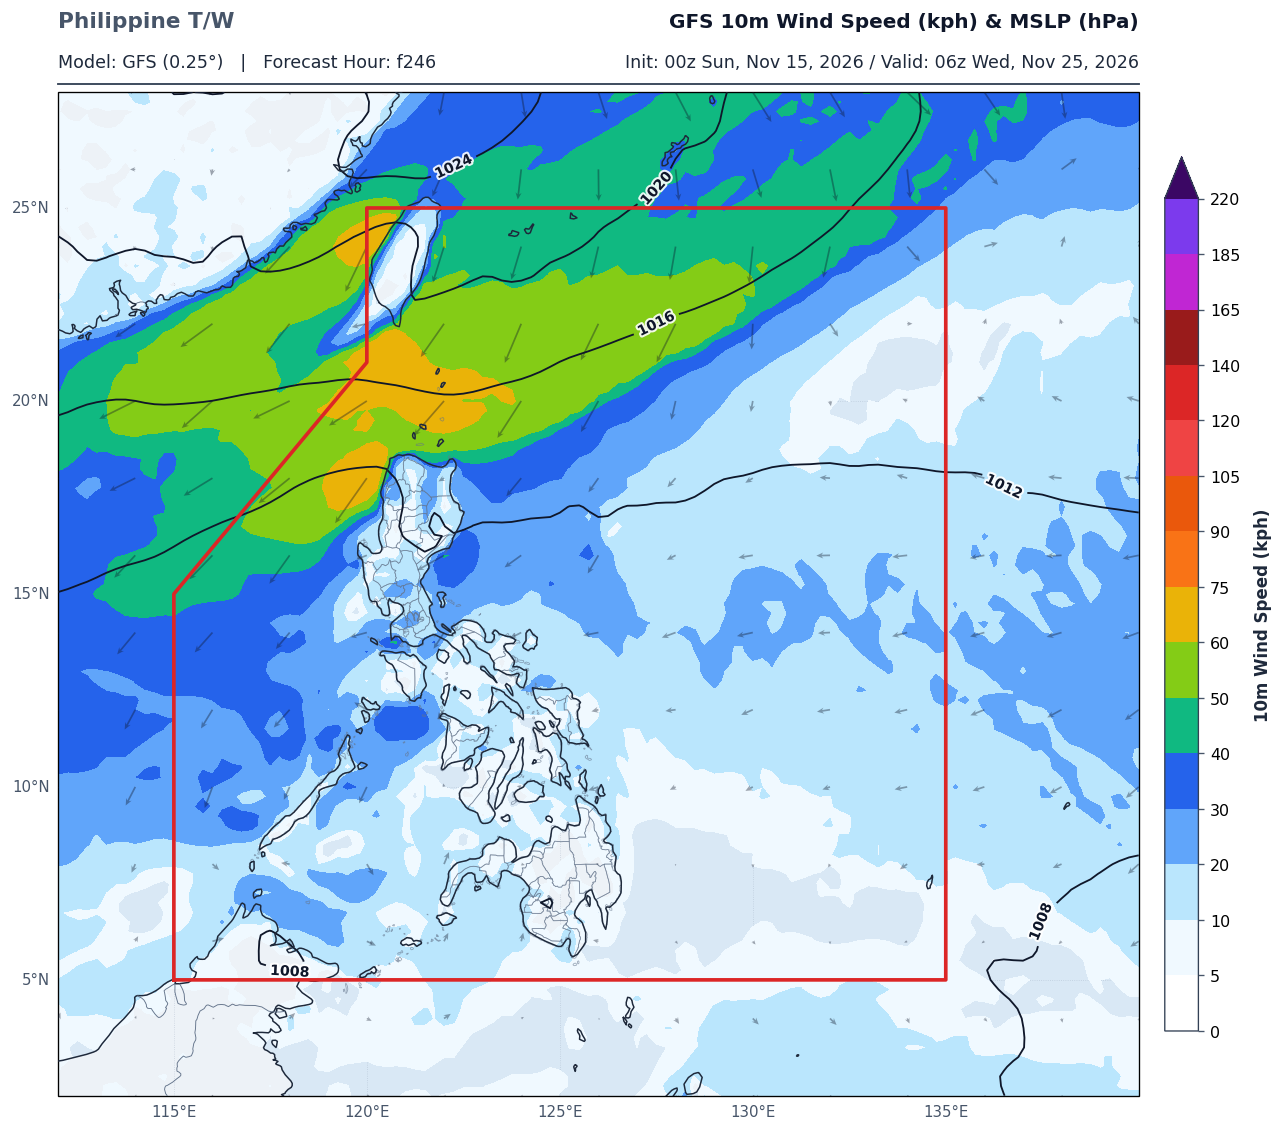 Philippine T/W
GFS 10m Wind Speed (kph) & MSLP (hPa)
Model: GFS (0.25°) | Forecast Hour: f246
Init: 00z Sun, Nov 15, 2026 / Valid: 06z Wed, Nov 25, 2026
1024
1020
1016
1012
1008
1008
25°N
20°N
15°N
10°N
5°N
115°E
120°E
125°E
130°E
135°E
220
185
165
140
120
105
90
75
60
50
40
30
20
10
5
0
10m Wind Speed (kph)